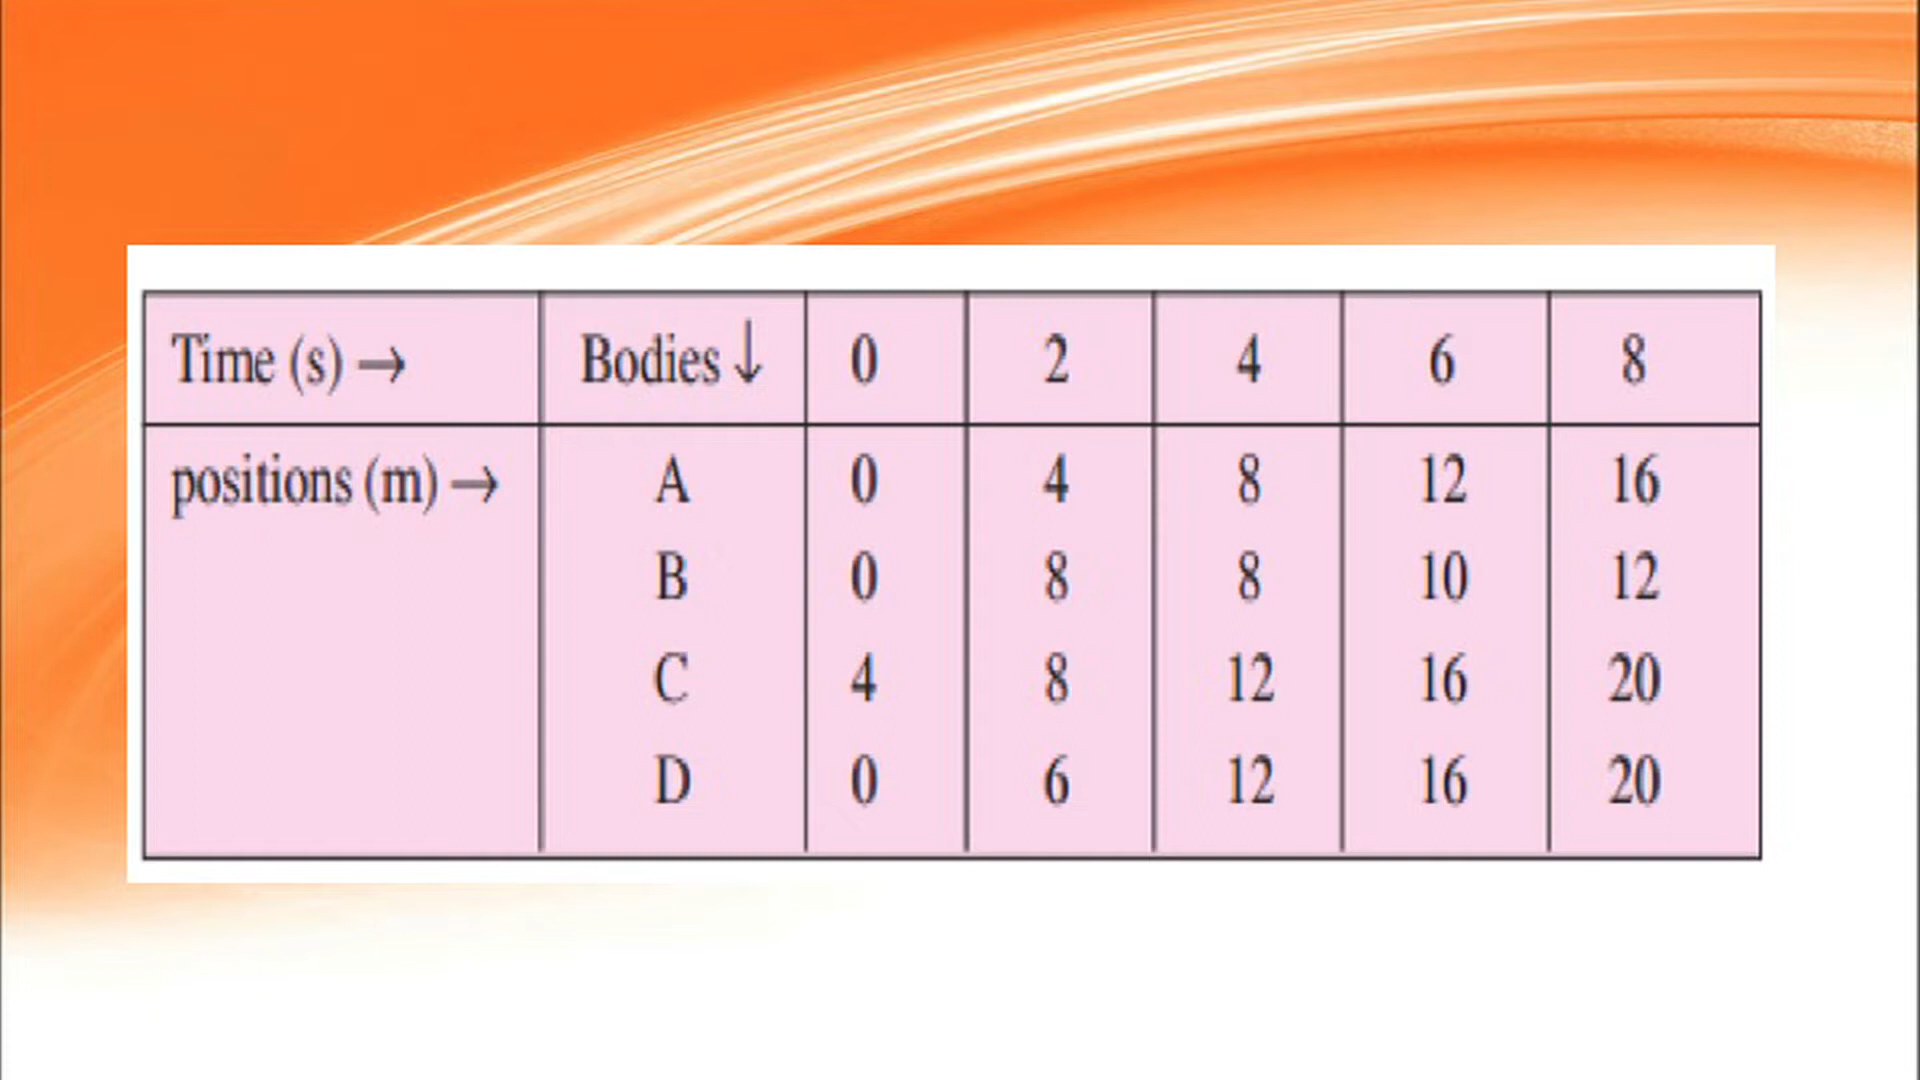 Time (s) → Bodies ↓ 0 2 4 6 8
positions (m) → A 0 4 8 12 16
B 0 8 8 10 12
C 4 8 12 16 20
D 0 6 12 16 20